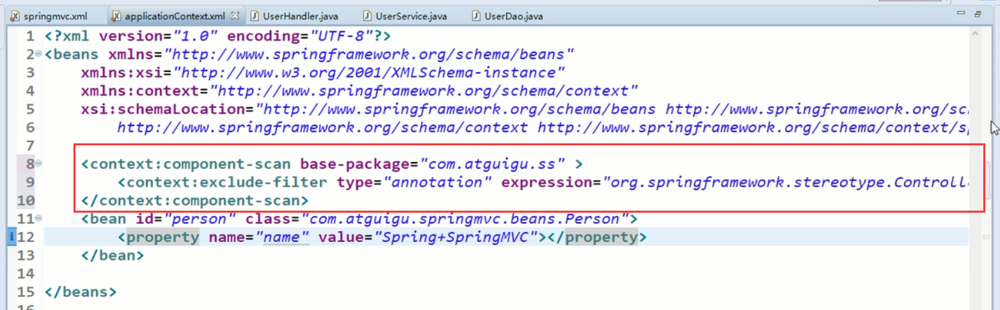 springmvc.xml applicationContext.xml UserHandler.java UserService.java UserDao.java
1 <?xml version="1.0" encoding="UTF-8"?>
2 <beans xmlns="http://www.springframework.org/schema/beans"
3 xmlns:xsi="http://www.w3.org/2001/XMLSchema-instance"
4 xmlns:context="http://www.springframework.org/schema/context"
5 xsi:schemaLocation="http://www.springframework.org/schema/beans http://www.springframework.org/sc
6 http://www.springframework.org/schema/context http://www.springframework.org/schema/context/sp
7
8 <context:component-scan base-package="com.atguigu.ss" >
9 <context:exclude-filter type="annotation" expression="org.springframework.stereotype.Controlle
10 </context:component-scan>
11 <bean id="person" class="com.atguigu.springmvc.beans.Person">
12 <property name="name" value="Spring+SpringMVC"></property>
13 </bean>
14
15 </beans>
16